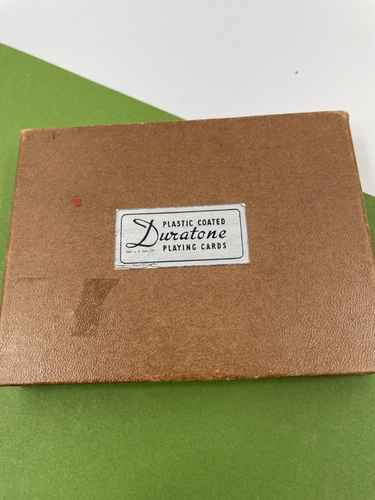 PLASTIC COATED
Duratone
PLAYING CARDS